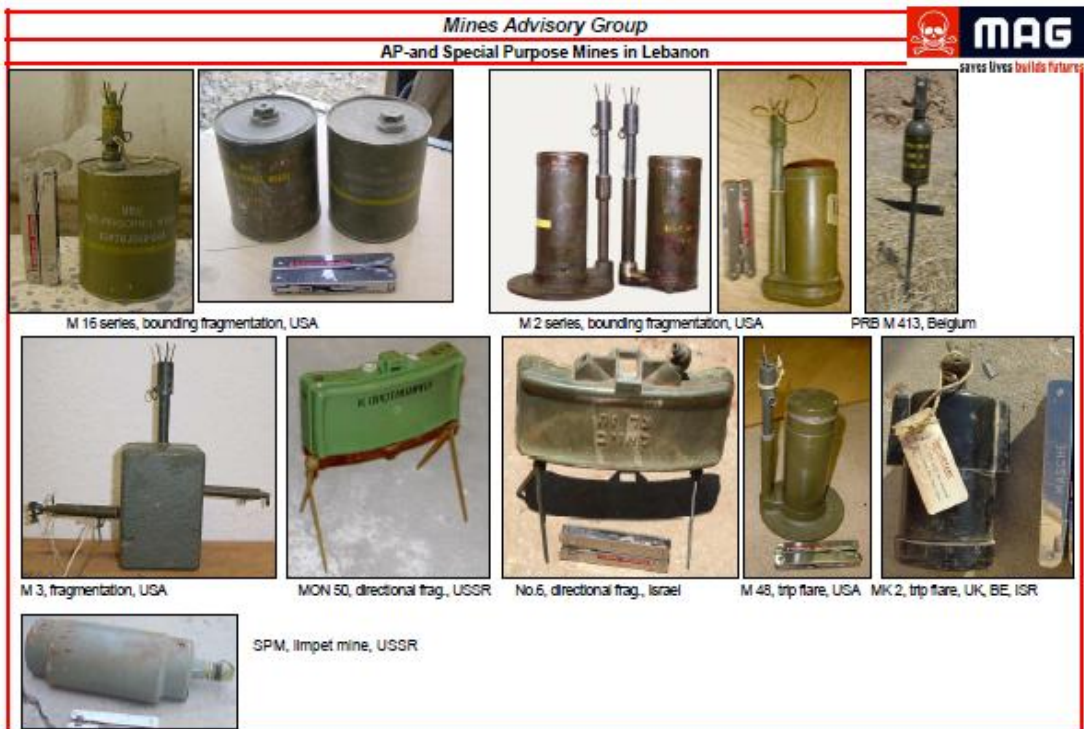 Mines Advisory Group
MAG
AP-and Special Purpose Mines in Lebanon
saves lives builds futures
M 16 series, bounding fragmentation, USA
M 2 series, bounding fragmentation, USA
PRB M 413, Belgium
M 3, fragmentation, USA
MON 50, directional frag., USSR
No.6, directional frag., Israel
M 48, trip flare, USA
MK 2, trip flare, UK, BE, ISR
SPM, limpet mine, USSR